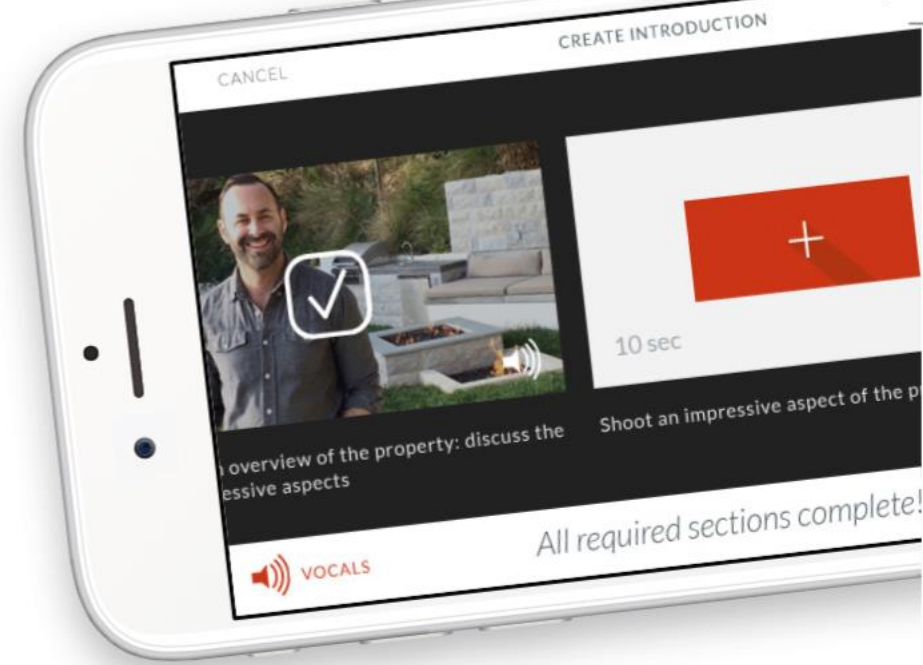 CANCEL
CREATE INTRODUCTION
10 sec
overview of the property: discuss the
essive aspects
Shoot an impressive aspect of the p
VOCALS
All required sections complete!